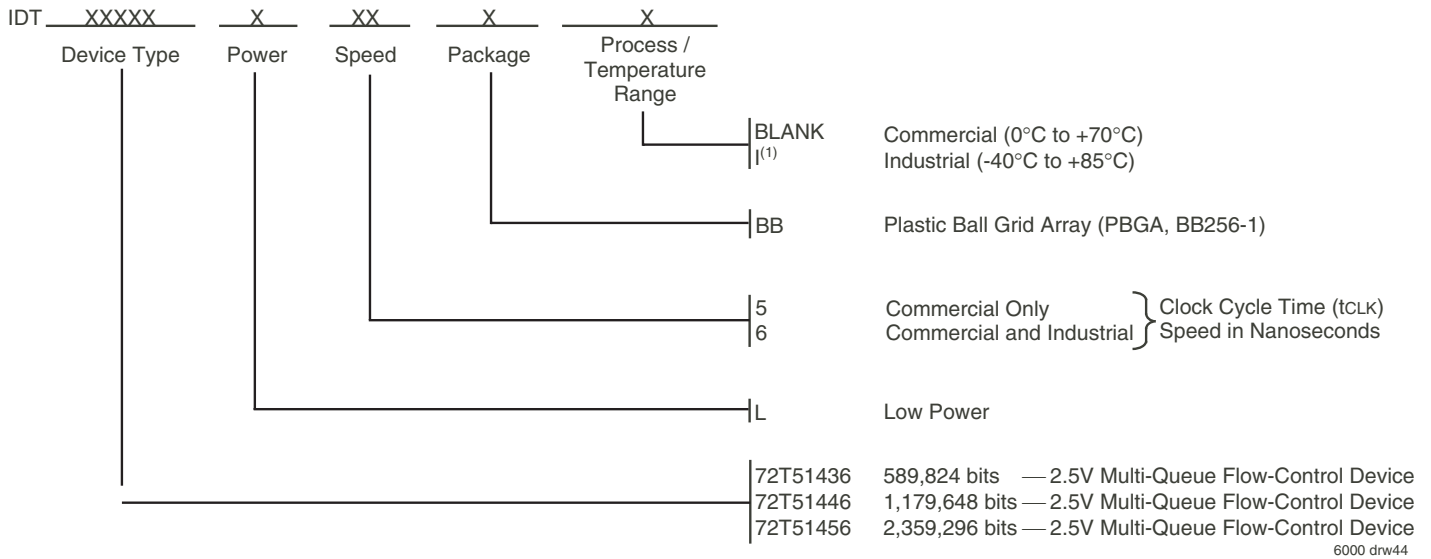 IDT XXXXX X XX X X
Device Type Power Speed Package Process /
Temperature
Range
BLANK Commercial (0°C to +70°C)
I(1) Industrial (-40°C to +85°C)
BB Plastic Ball Grid Array (PBGA, BB256-1)
5 Commercial Only Clock Cycle Time (tCLK)
6 Commercial and Industrial Speed in Nanoseconds
L Low Power
72T51436 589,824 bits — 2.5V Multi-Queue Flow-Control Device
72T51446 1,179,648 bits — 2.5V Multi-Queue Flow-Control Device
72T51456 2,359,296 bits — 2.5V Multi-Queue Flow-Control Device
6000 drw44